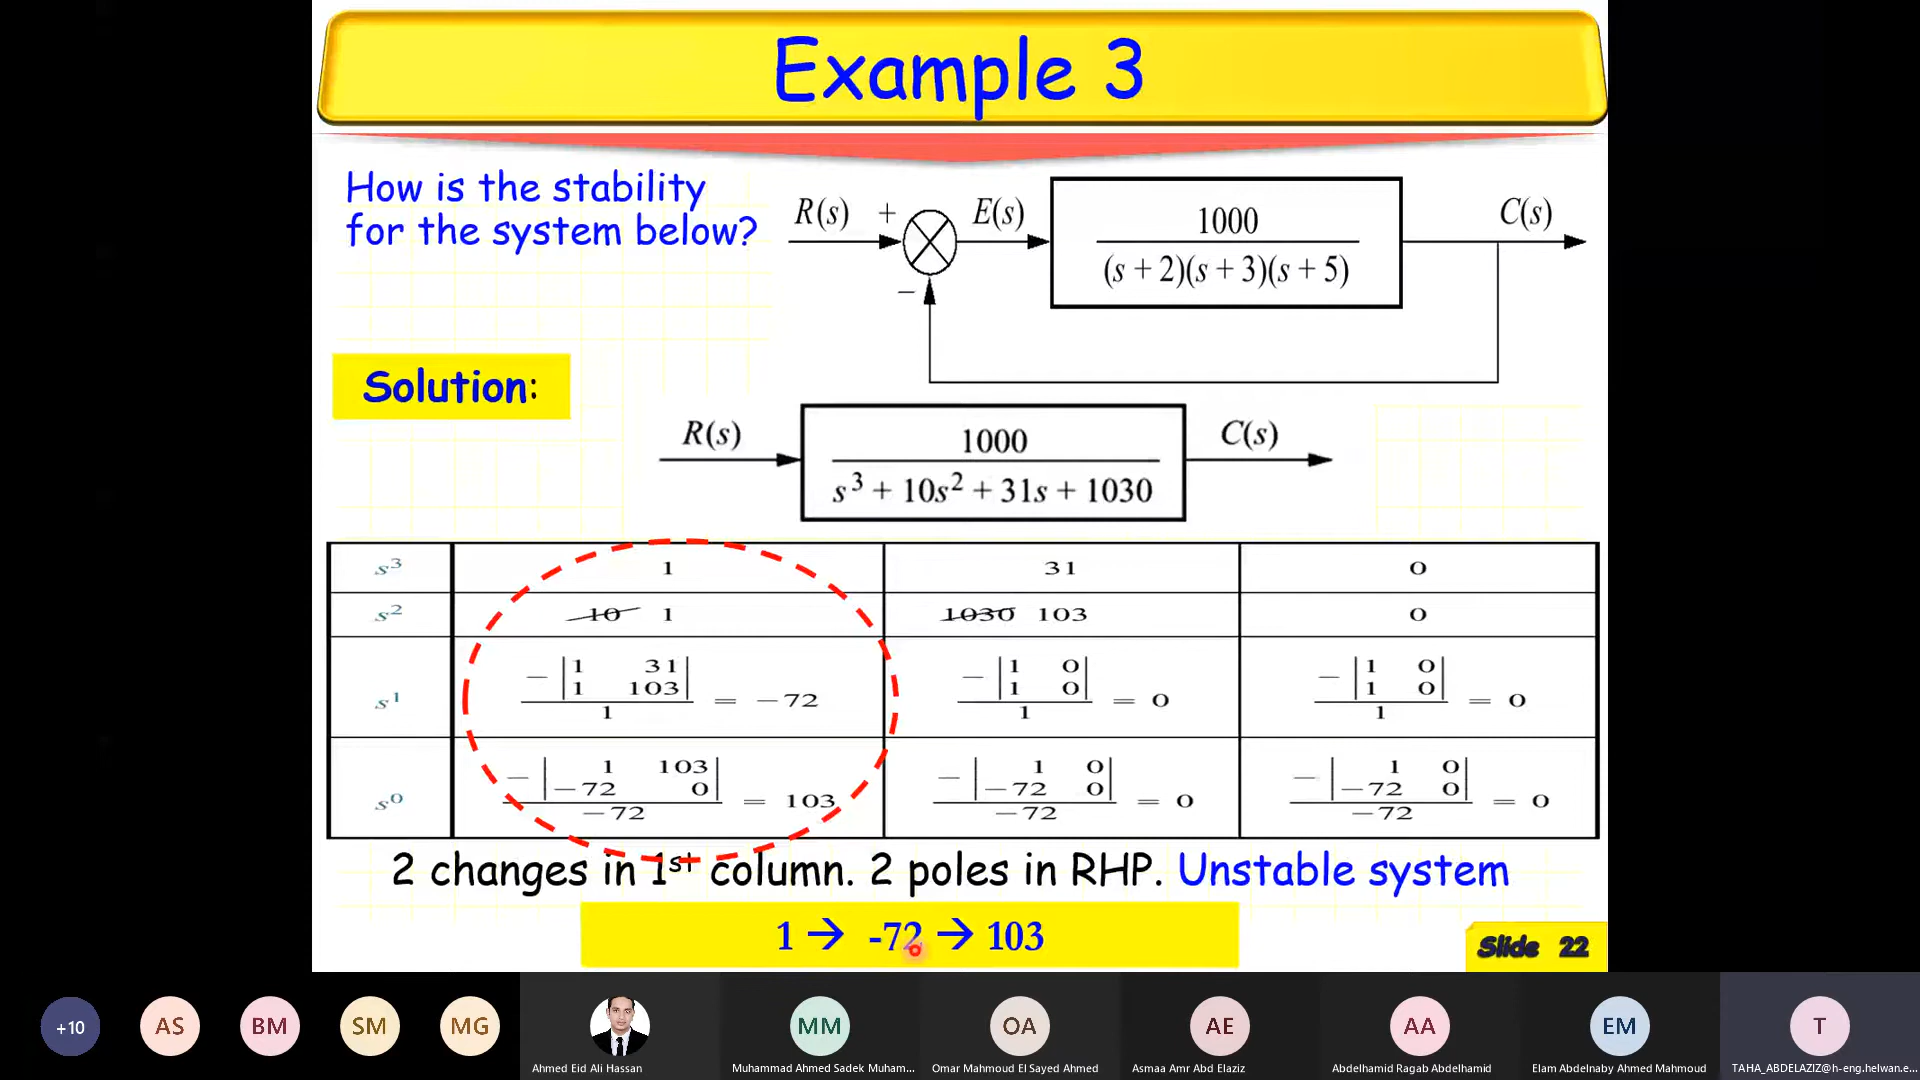 Example 3
How is the stability
for the system below?
R(s) + E(s) 1000 C(s)
(s + 2)(s + 3)(s + 5)
−
Solution:
R(s) 1000 C(s)
s³ + 10s² + 31s + 1030
s³ 1 31 0
s² 10 1 1030 103 0
s¹ − |1 31| − |1 0| − |1 0|
|1 103| = −72 |1 0| = 0 |1 0| = 0
1 1 1
s⁰ − |1 103| − |1 0| − |1 0|
|−72 0| = 103 |−72 0| = 0 |−72 0| = 0
−72 −72 −72
2 changes in 1st column. 2 poles in RHP. Unstable system
1 → -72 → 103
Slide 22
+10 AS BM SM MG MM OA AE AA EM T
Ahmed Eid Ali Hassan
Muhammad Ahmed Sadek Muham...
Omar Mahmoud El Sayed Ahmed
Asmaa Amr Abd Elaziz
Abdelhamid Ragab Abdelhamid
Elam Abdelnaby Ahmed Mahmoud
TAHA_ABDELAZIZ@h-eng.helwan.e...